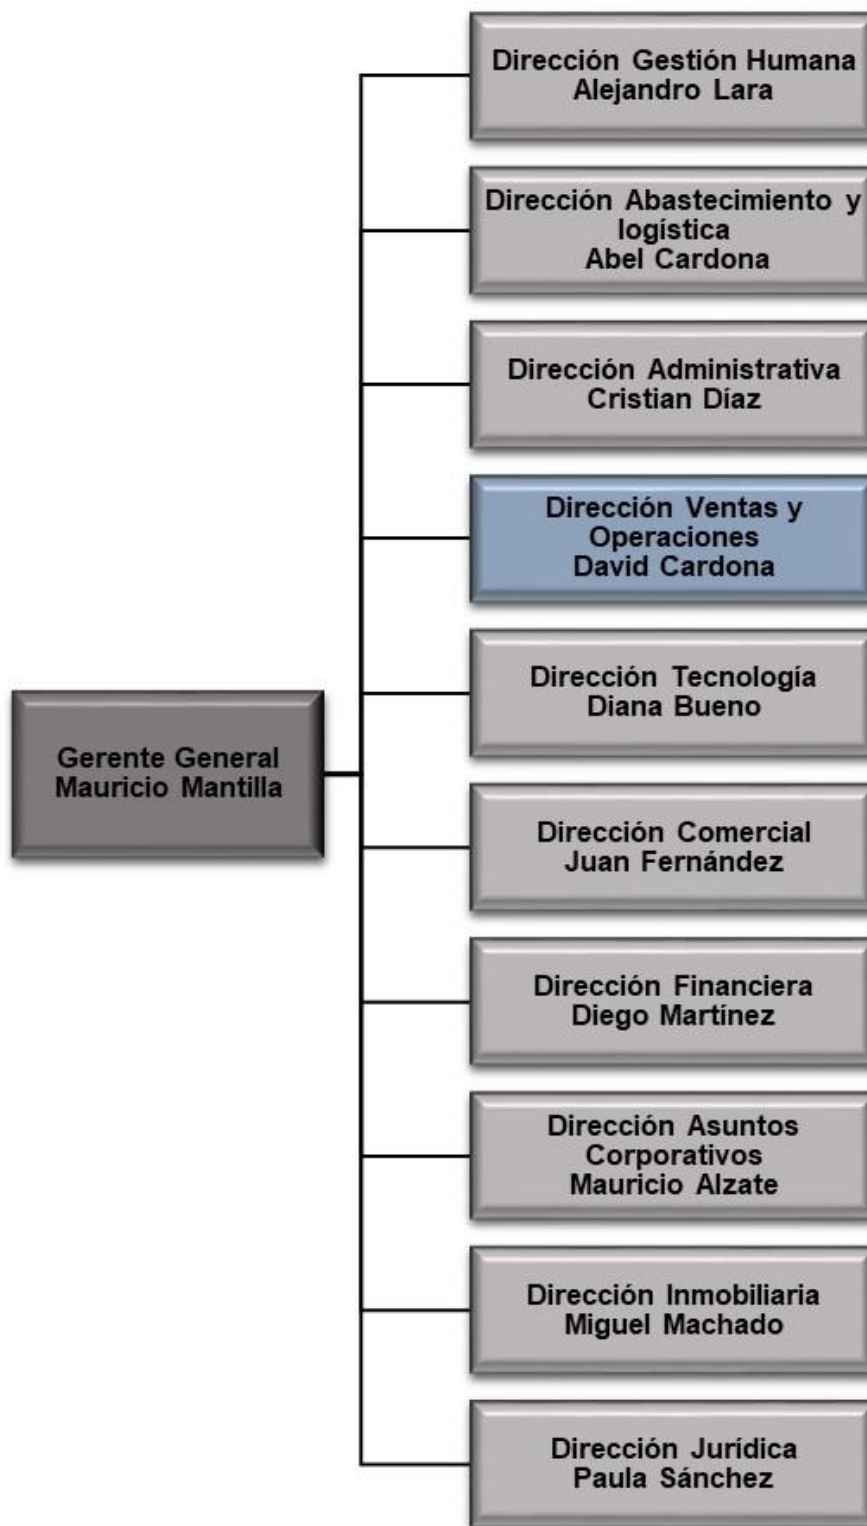 Dirección Gestión Humana
Alejandro Lara
Dirección Abastecimiento y
logística
Abel Cardona
Dirección Administrativa
Cristian Díaz
Dirección Ventas y
Operaciones
David Cardona
Dirección Tecnología
Diana Bueno
Gerente General
Mauricio Mantilla
Dirección Comercial
Juan Fernández
Dirección Financiera
Diego Martínez
Dirección Asuntos
Corporativos
Mauricio Alzate
Dirección Inmobiliaria
Miguel Machado
Dirección Jurídica
Paula Sánchez